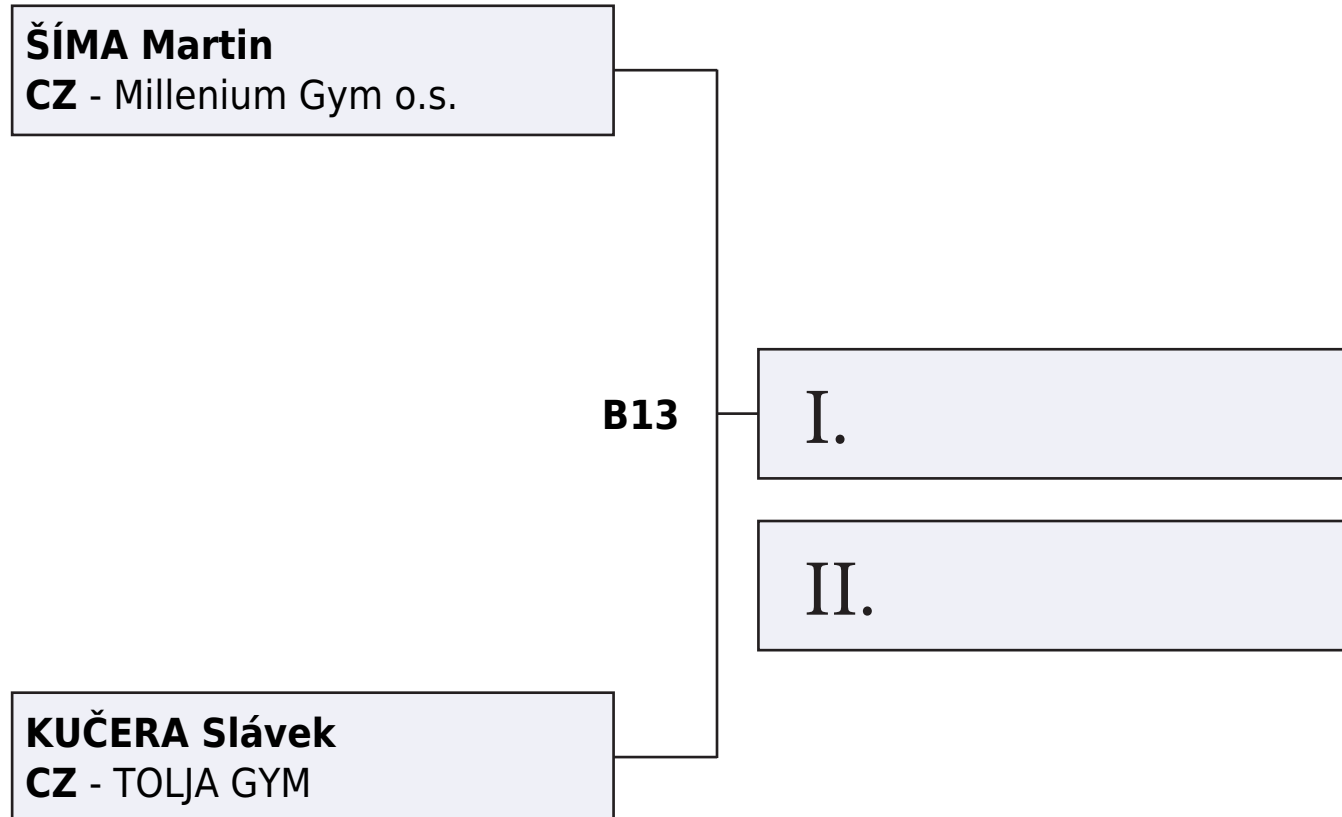 ŠÍMA Martin
CZ - Millenium Gym o.s.
B13
I.
II.
KUČERA Slávek
CZ - TOLJA GYM